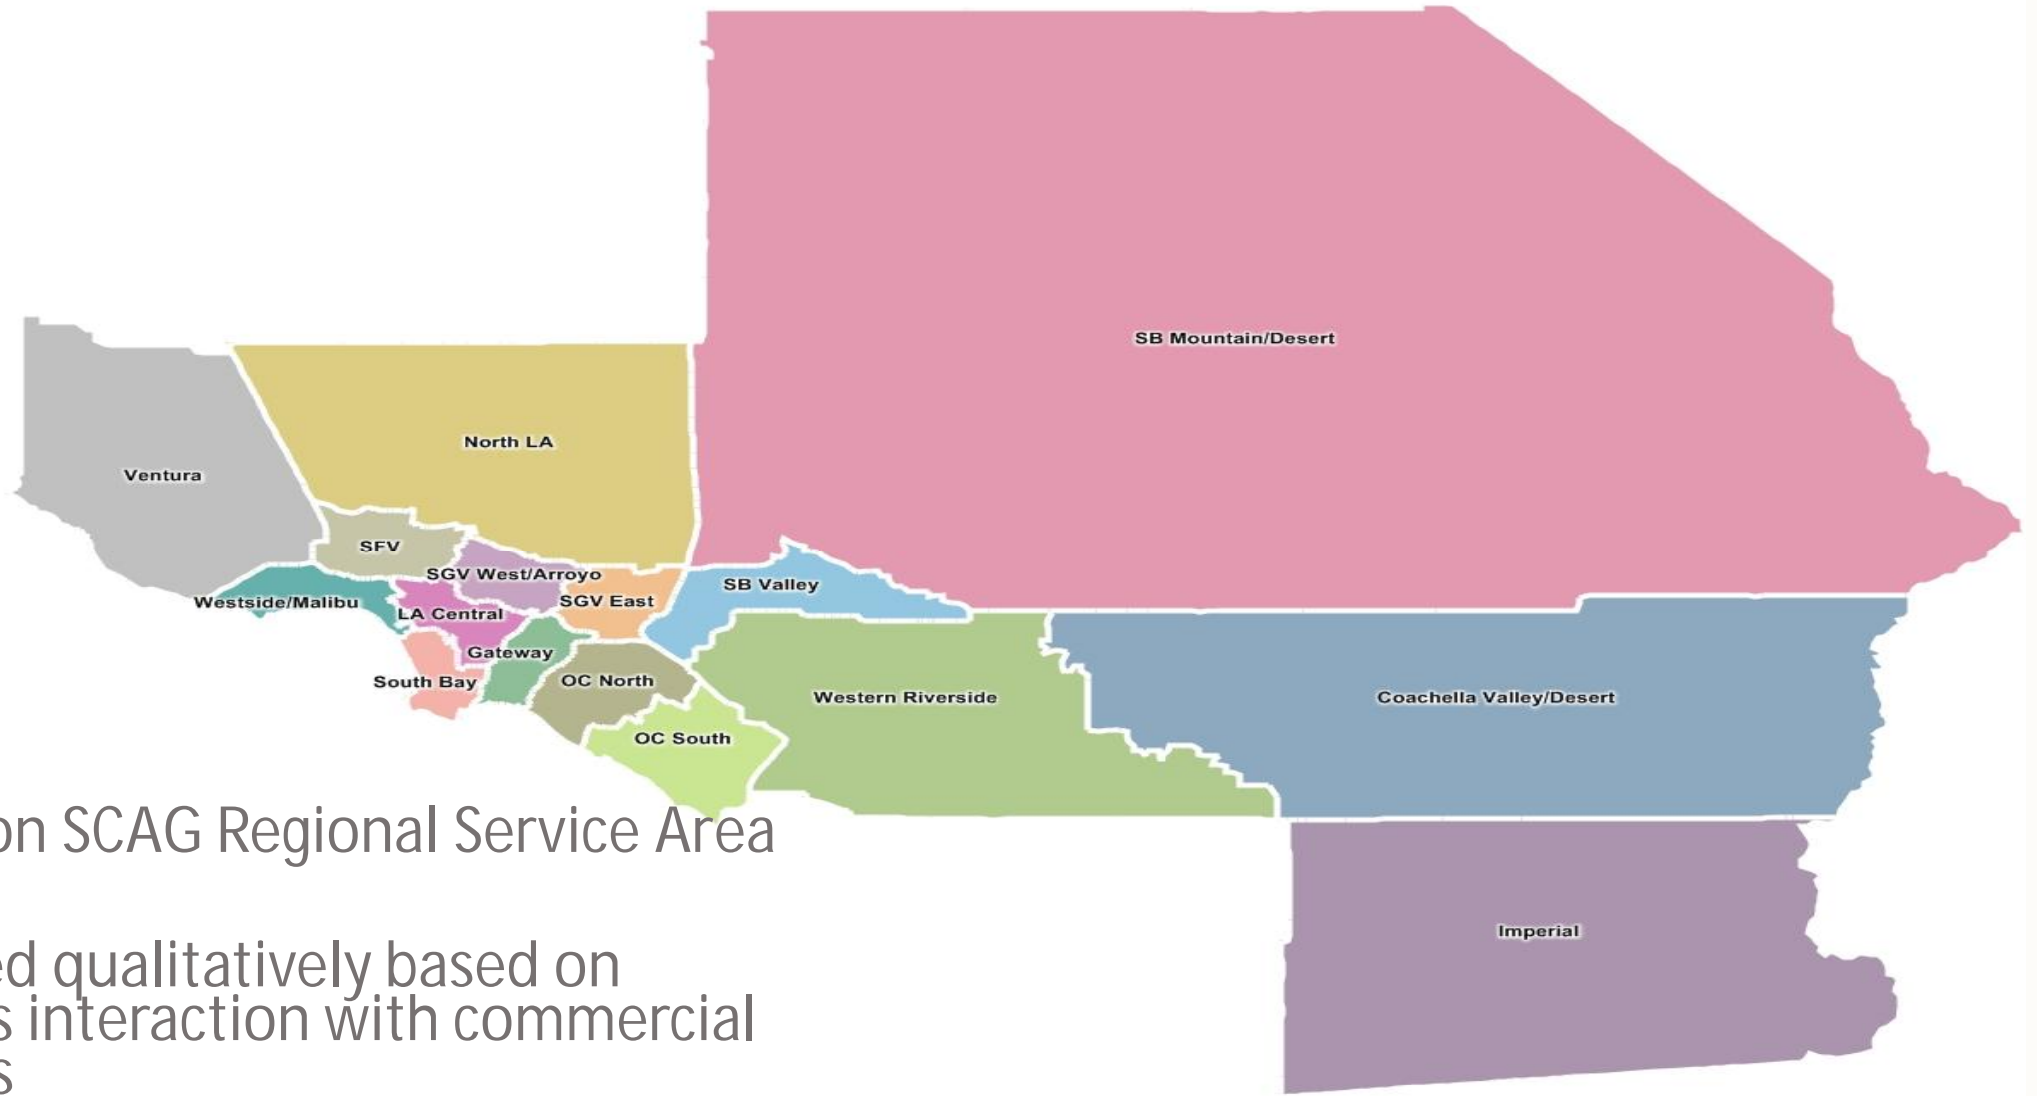 SB Mountain/Desert
North LA
Ventura
SFV
SGV West/Arroyo
SB Valley
Westside/Malibu
LA Central
SGV East
Gateway
South Bay
OC North
Western Riverside
Coachella Valley/Desert
OC South
on SCAG Regional Service Area
Imperial
ed qualitatively based on
s interaction with commercial
s